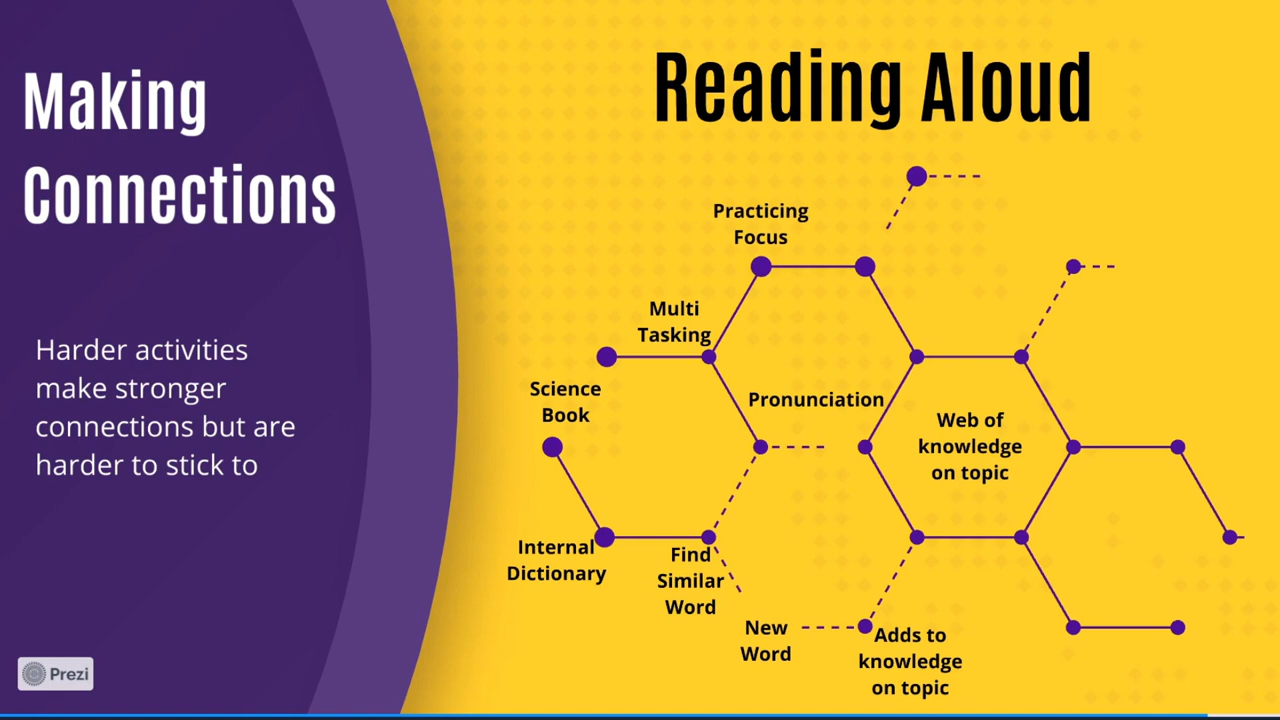 Making
Connections
Harder activities
make stronger
connections but are
harder to stick to
Prezi
Reading Aloud
Practicing
Focus
Multi
Tasking
Science
Book
Pronunciation
Web of
knowledge
on topic
Internal
Dictionary
Find
Similar
Word
New
Word
Adds to
knowledge
on topic